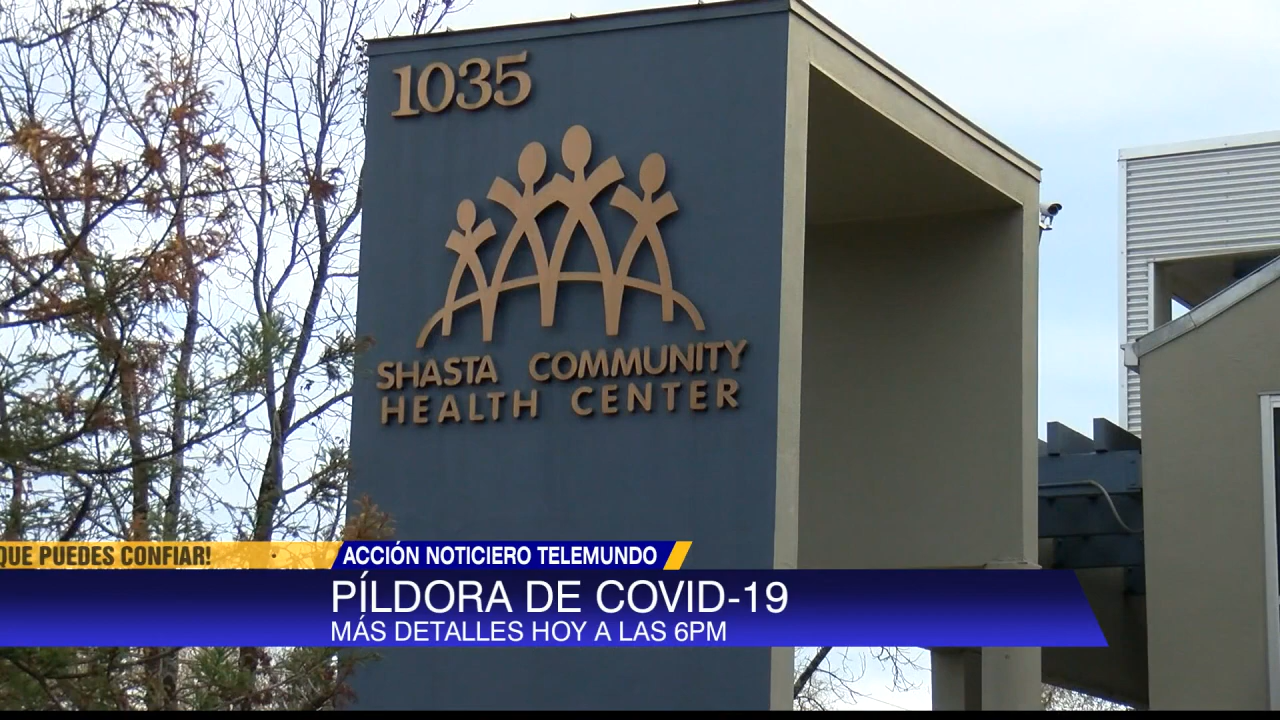 1035
SHASTA COMMUNITY
HEALTH CENTER
QUE PUEDES CONFIAR!
ACCIÓN NOTICIERO TELEMUNDO
PÍLDORA DE COVID-19
MÁS DETALLES HOY A LAS 6PM